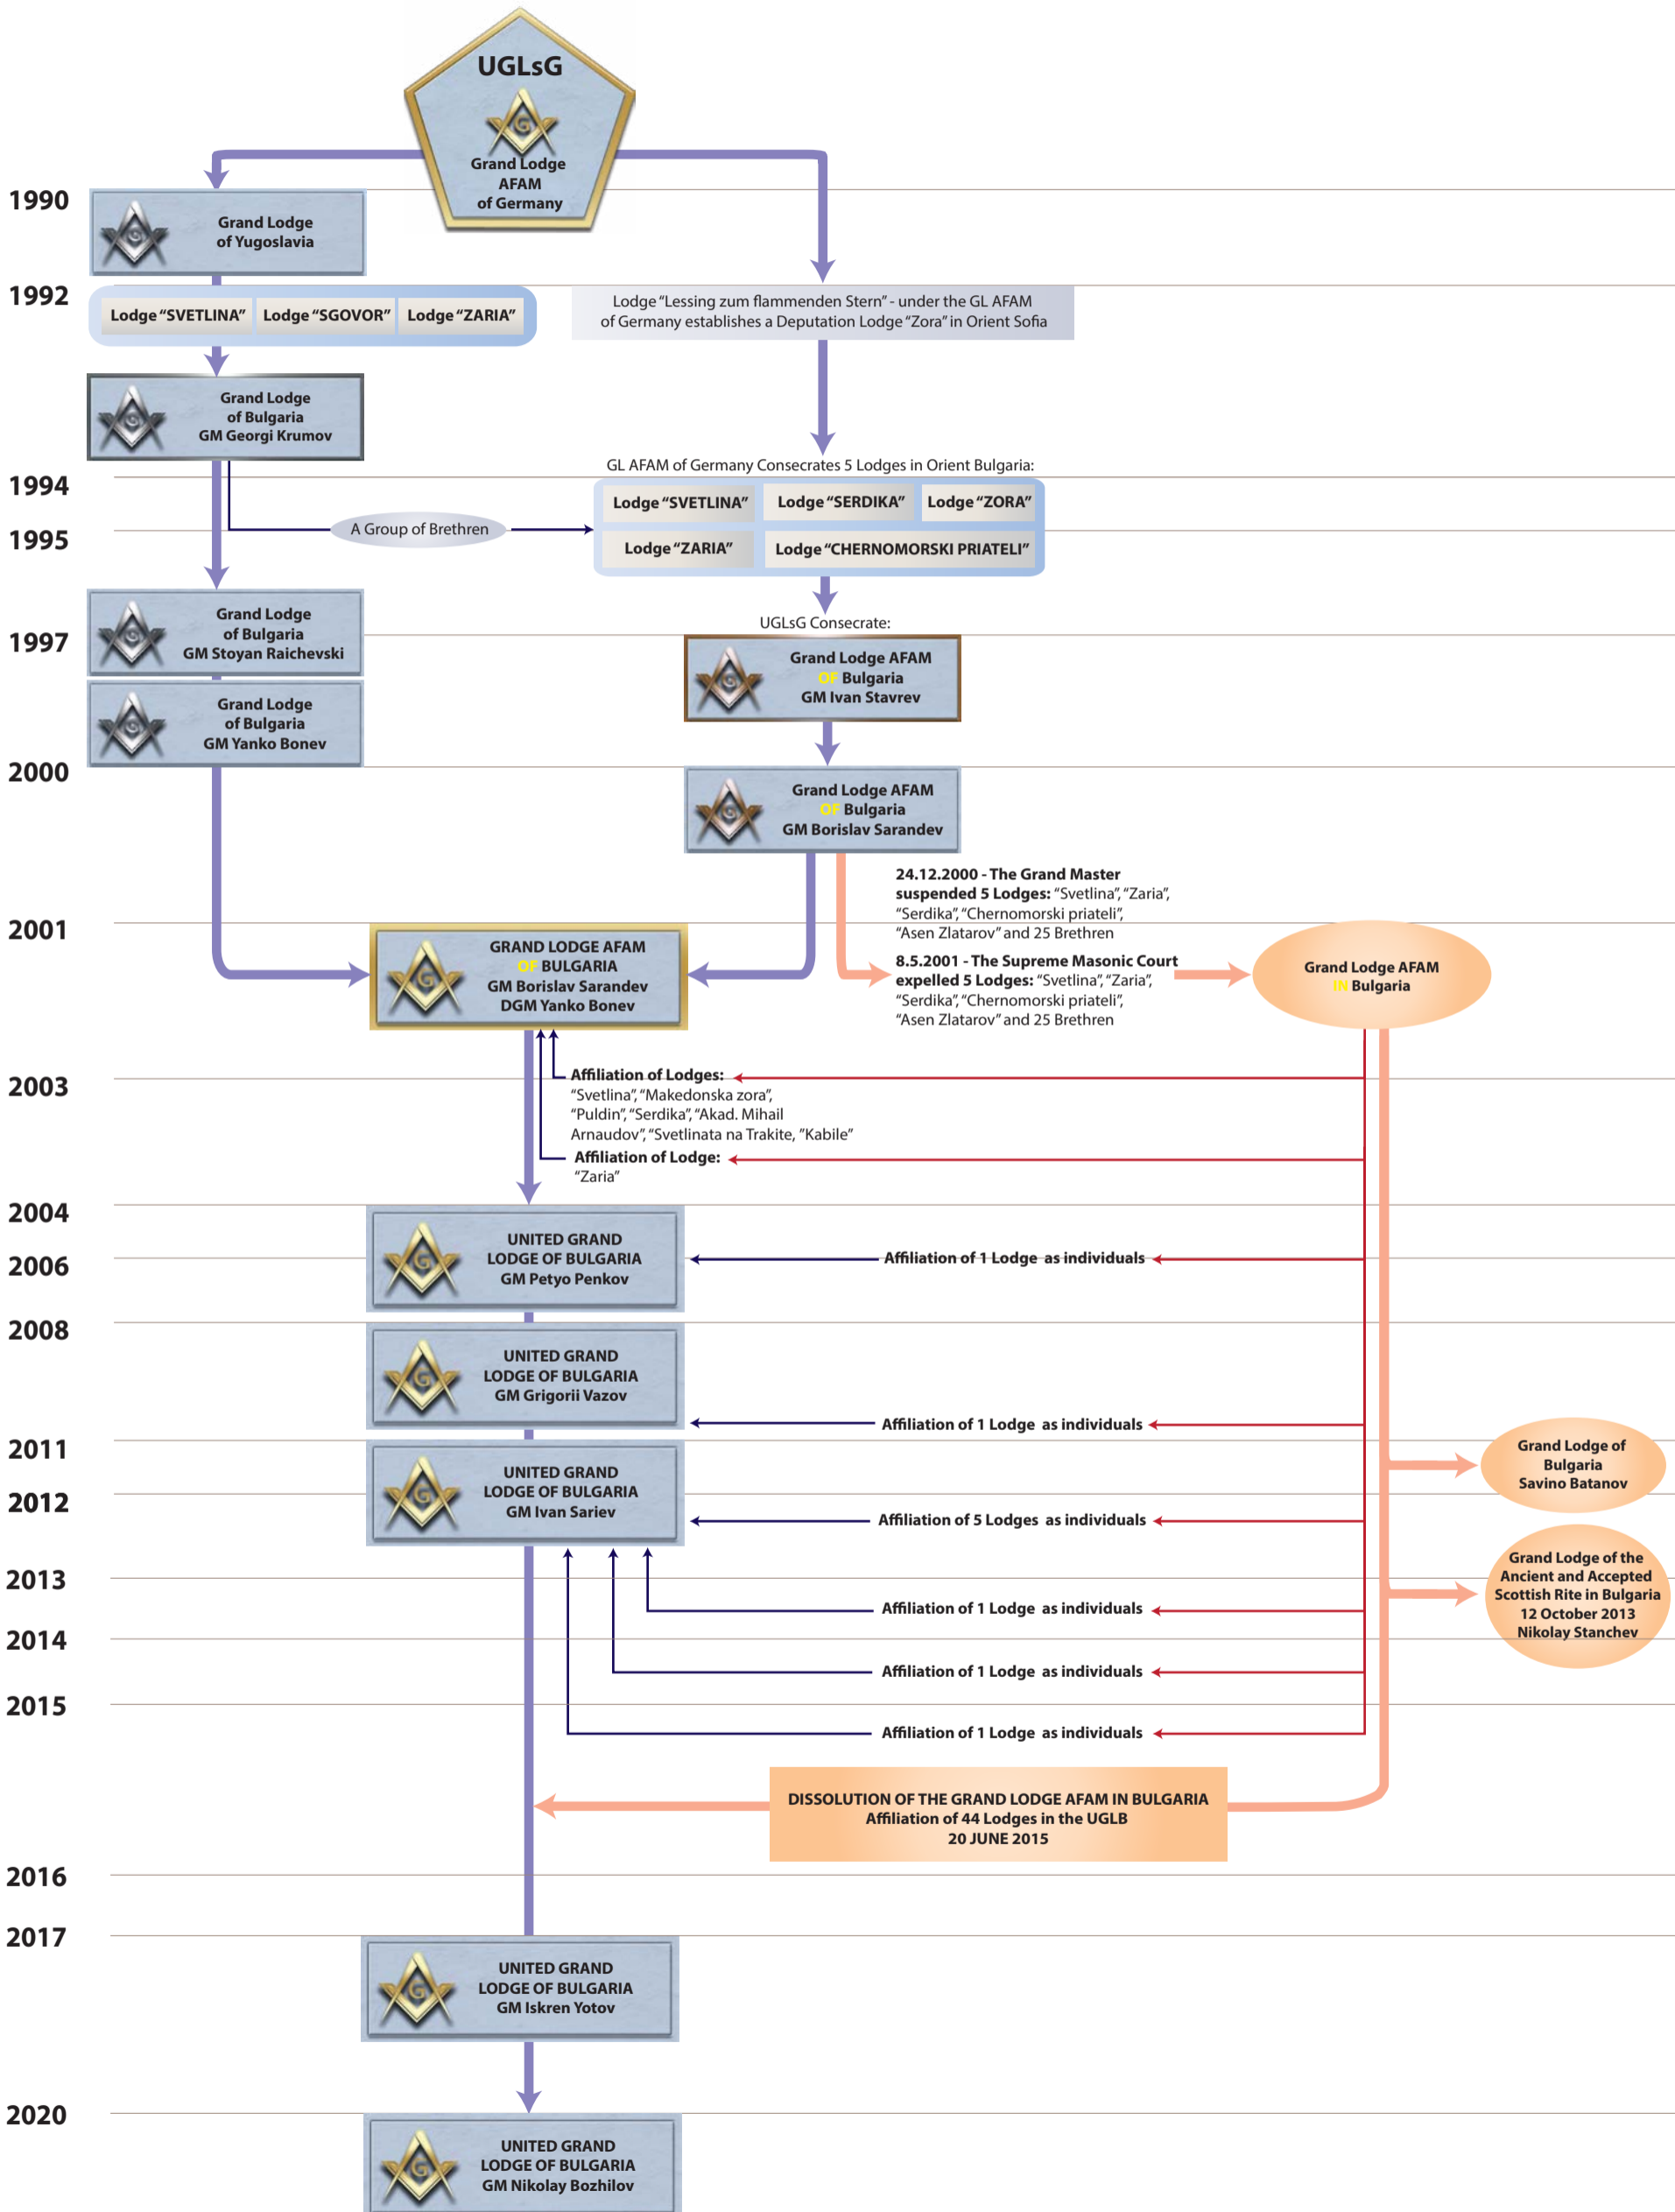 UGLsG
G
Grand Lodge
AFAM
of Germany
1990
G
Grand Lodge
of Yugoslavia
1992
Lodge “SVETLINA”
Lodge “SGOVOR”
Lodge “ZARIA”
Lodge “Lessing zum flammenden Stern” - under the GL AFAM
of Germany establishes a Deputation Lodge “Zora” in Orient Sofia
G
Grand Lodge
of Bulgaria
GM Georgi Krumov
GL AFAM of Germany Consecrates 5 Lodges in Orient Bulgaria:
1994
Lodge “SVETLINA”
Lodge “SERDIKA”
Lodge “ZORA”
A Group of Brethren
1995
Lodge “ZARIA”
Lodge “CHERNOMORSKI PRIATELI”
G
Grand Lodge
of Bulgaria
GM Stoyan Raichevski
1997
UGLsG Consecrate:
G
Grand Lodge AFAM
OF Bulgaria
GM Ivan Stavrev
G
Grand Lodge
of Bulgaria
GM Yanko Bonev
2000
G
Grand Lodge AFAM
OF Bulgaria
GM Borislav Sarandev
24.12.2000 - The Grand Master
suspended 5 Lodges: “Svetlina”, “Zaria”,
“Serdika”, “Chernomorski priateli”,
“Asen Zlatarov” and 25 Brethren
2001
G
GRAND LODGE AFAM
OF BULGARIA
GM Borislav Sarandev
DGM Yanko Bonev
8.5.2001 - The Supreme Masonic Court
expelled 5 Lodges: “Svetlina”, “Zaria”,
“Serdika”, “Chernomorski priateli”,
“Asen Zlatarov” and 25 Brethren
Grand Lodge AFAM
IN Bulgaria
2003
Affiliation of Lodges:
“Svetlina”, “Makedonska zora”,
“Puldin”, “Serdika”, “Akad. Mihail
Arnaudov”, “Svetlinata na Trakite, ”Kabile”
Affiliation of Lodge:
“Zaria”
2004
G
UNITED GRAND
LODGE OF BULGARIA
GM Petyo Penkov
2006
Affiliation of 1 Lodge as individuals
2008
G
UNITED GRAND
LODGE OF BULGARIA
GM Grigorii Vazov
Affiliation of 1 Lodge as individuals
2011
G
UNITED GRAND
LODGE OF BULGARIA
GM Ivan Sariev
Grand Lodge of
Bulgaria
Savino Batanov
2012
Affiliation of 5 Lodges as individuals
2013
Grand Lodge of the
Ancient and Accepted
Scottish Rite in Bulgaria
12 October 2013
Nikolay Stanchev
Affiliation of 1 Lodge as individuals
2014
Affiliation of 1 Lodge as individuals
2015
Affiliation of 1 Lodge as individuals
DISSOLUTION OF THE GRAND LODGE AFAM IN BULGARIA
Affiliation of 44 Lodges in the UGLB
20 JUNE 2015
2016
2017
G
UNITED GRAND
LODGE OF BULGARIA
GM Iskren Yotov
2020
G
UNITED GRAND
LODGE OF BULGARIA
GM Nikolay Bozhilov